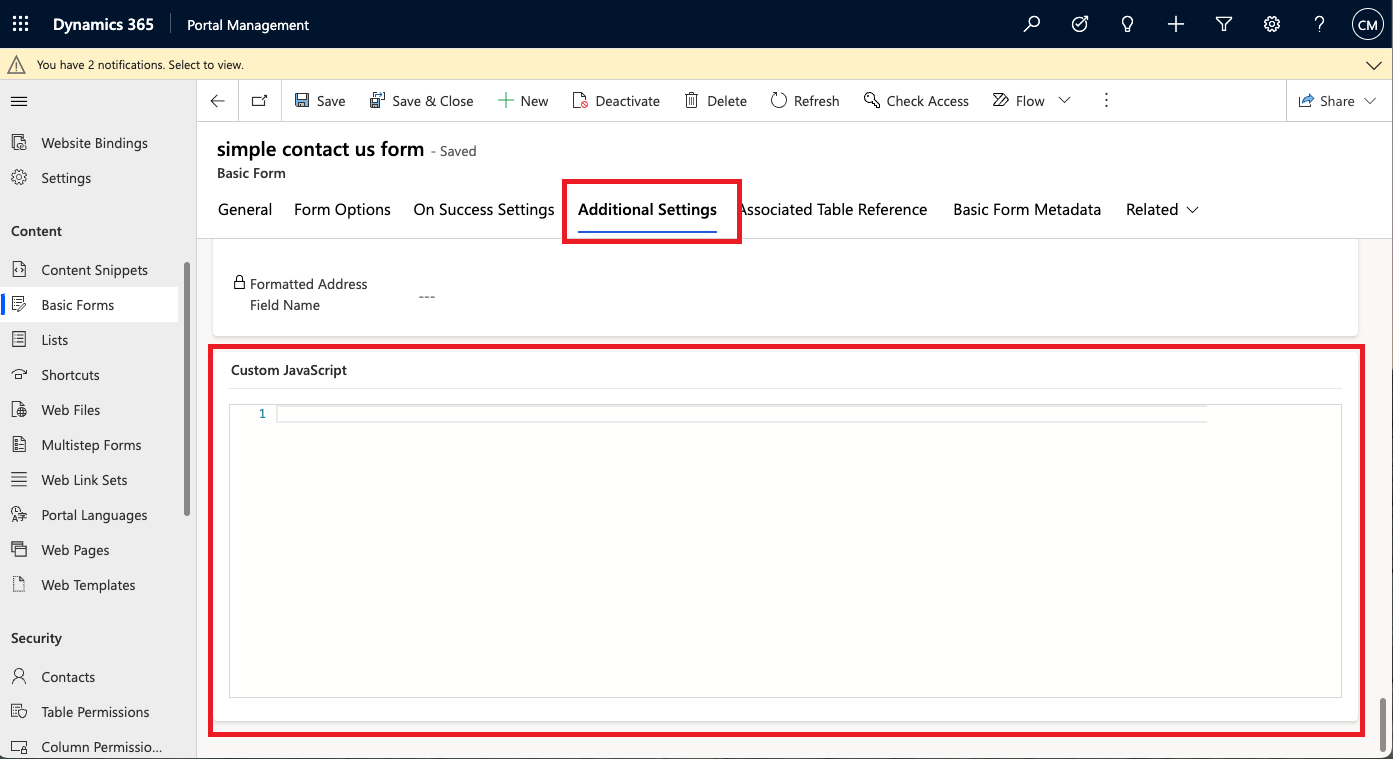 Dynamics 365 Portal Management CM
You have 2 notifications. Select to view.
Save Save & Close New Deactivate Delete Refresh Check Access Flow Share
simple contact us form - Saved
Basic Form
General Form Options On Success Settings Additional Settings Associated Table Reference Basic Form Metadata Related
Website Bindings
Settings
Content
Content Snippets
Basic Forms
Lists
Shortcuts
Web Files
Multistep Forms
Web Link Sets
Portal Languages
Web Pages
Web Templates
Security
Contacts
Table Permissions
Column Permissio...
Formatted Address
Field Name
---
Custom JavaScript
1